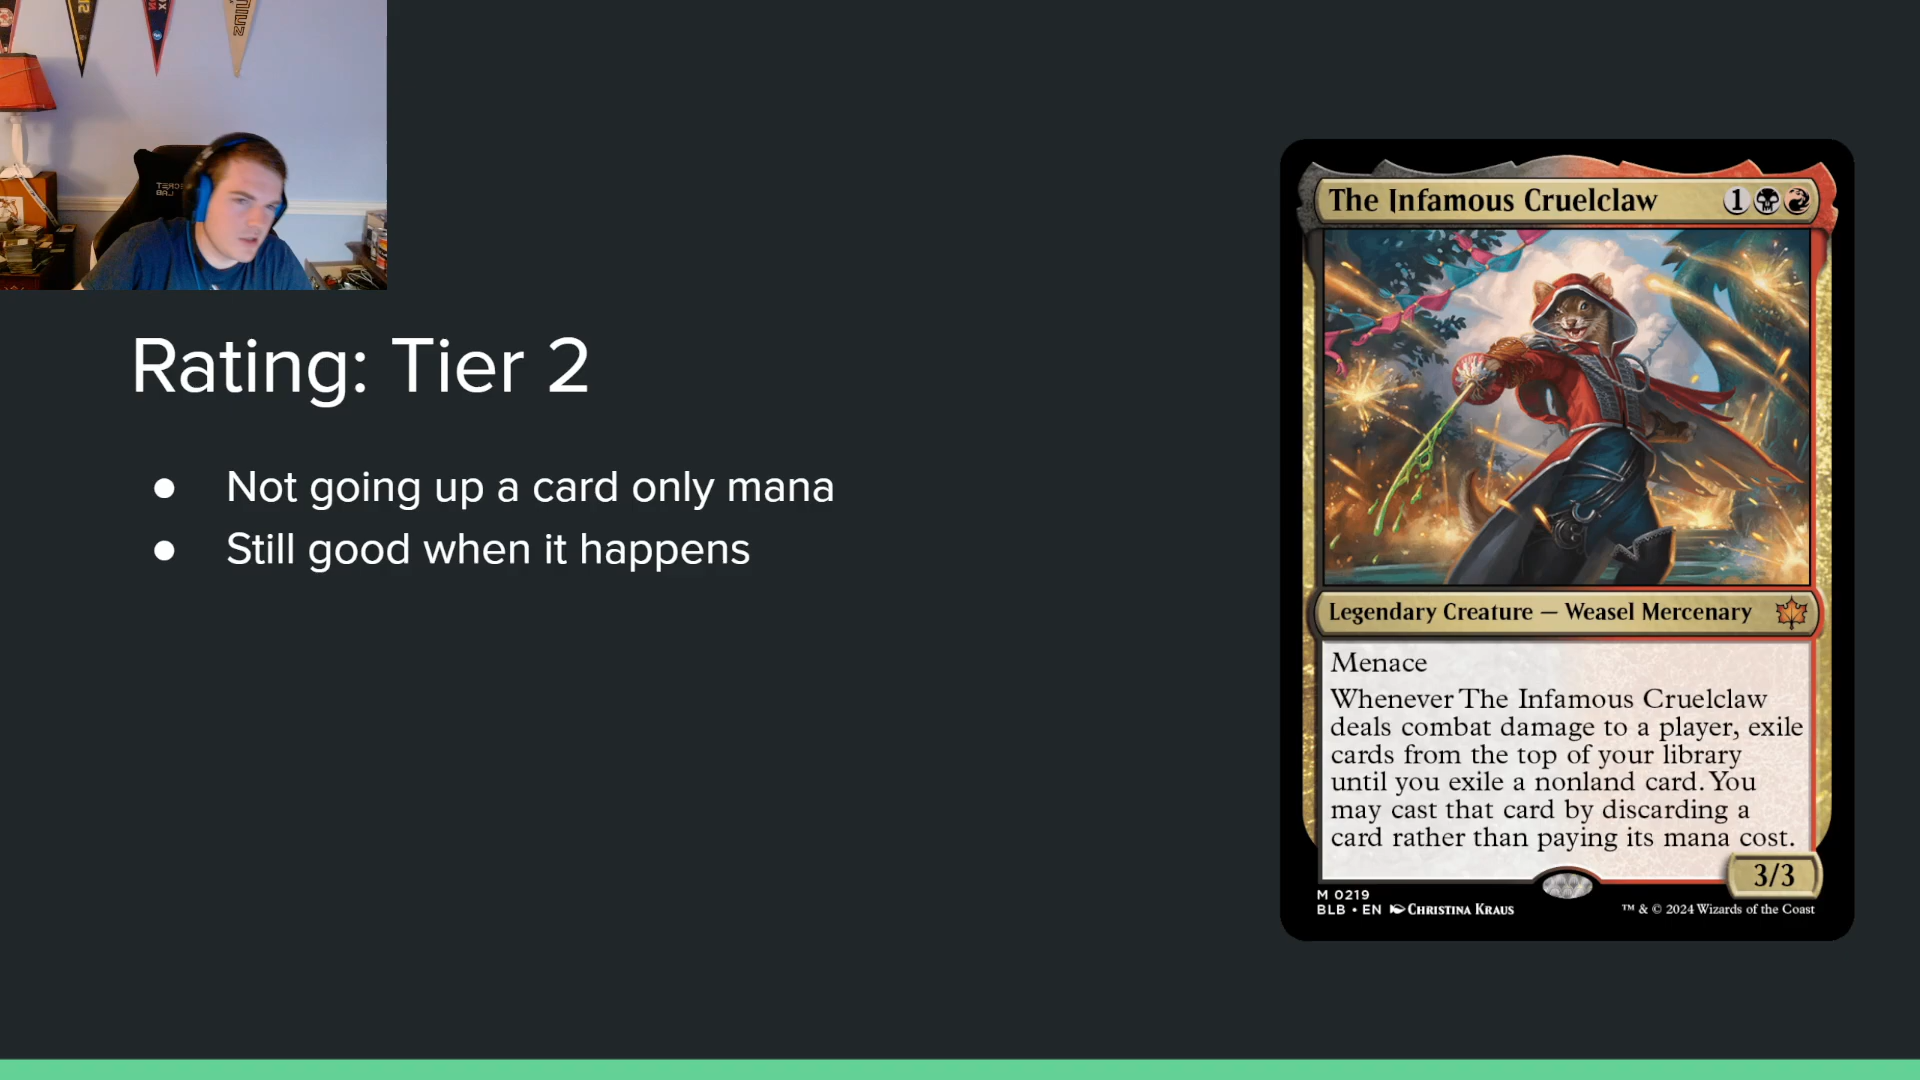 Rating: Tier 2
● Not going up a card only mana
● Still good when it happens
The Infamous Cruelclaw 1
Legendary Creature — Weasel Mercenary
Menace
Whenever The Infamous Cruelclaw
deals combat damage to a player, exile
cards from the top of your library
until you exile a nonland card. You
may cast that card by discarding a
card rather than paying its mana cost.
3/3
M 0219
BLB • EN Christina Kraus
™ & © 2024 Wizards of the Coast